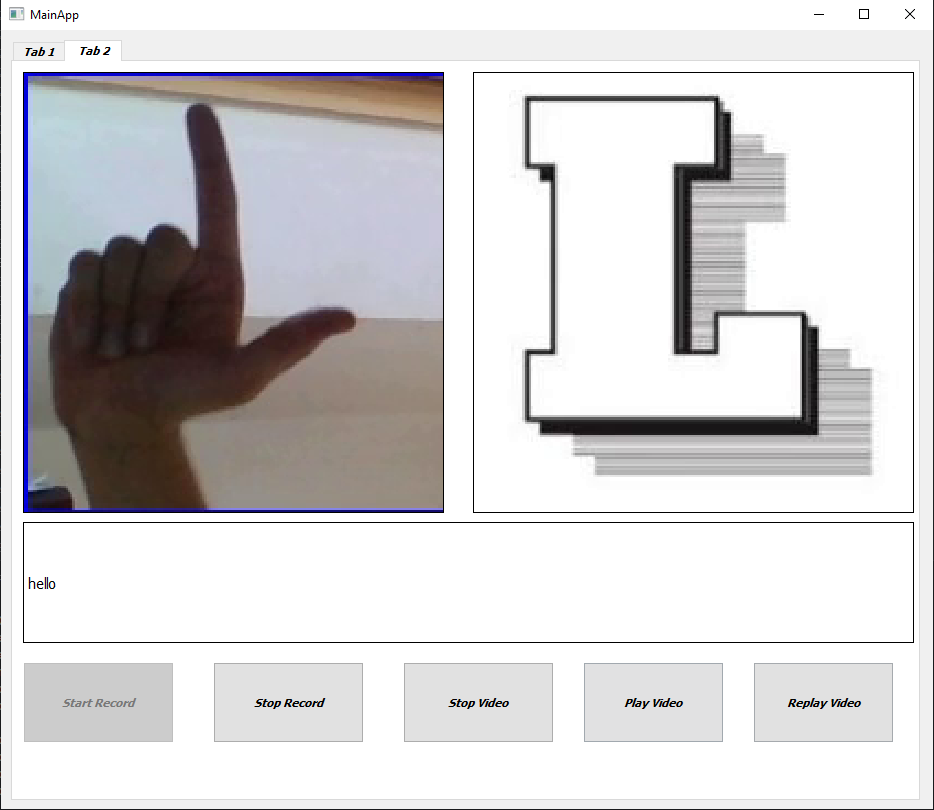 MainApp
Tab 1
Tab 2
L
hello
Start Record
Stop Record
Stop Video
Play Video
Replay Video